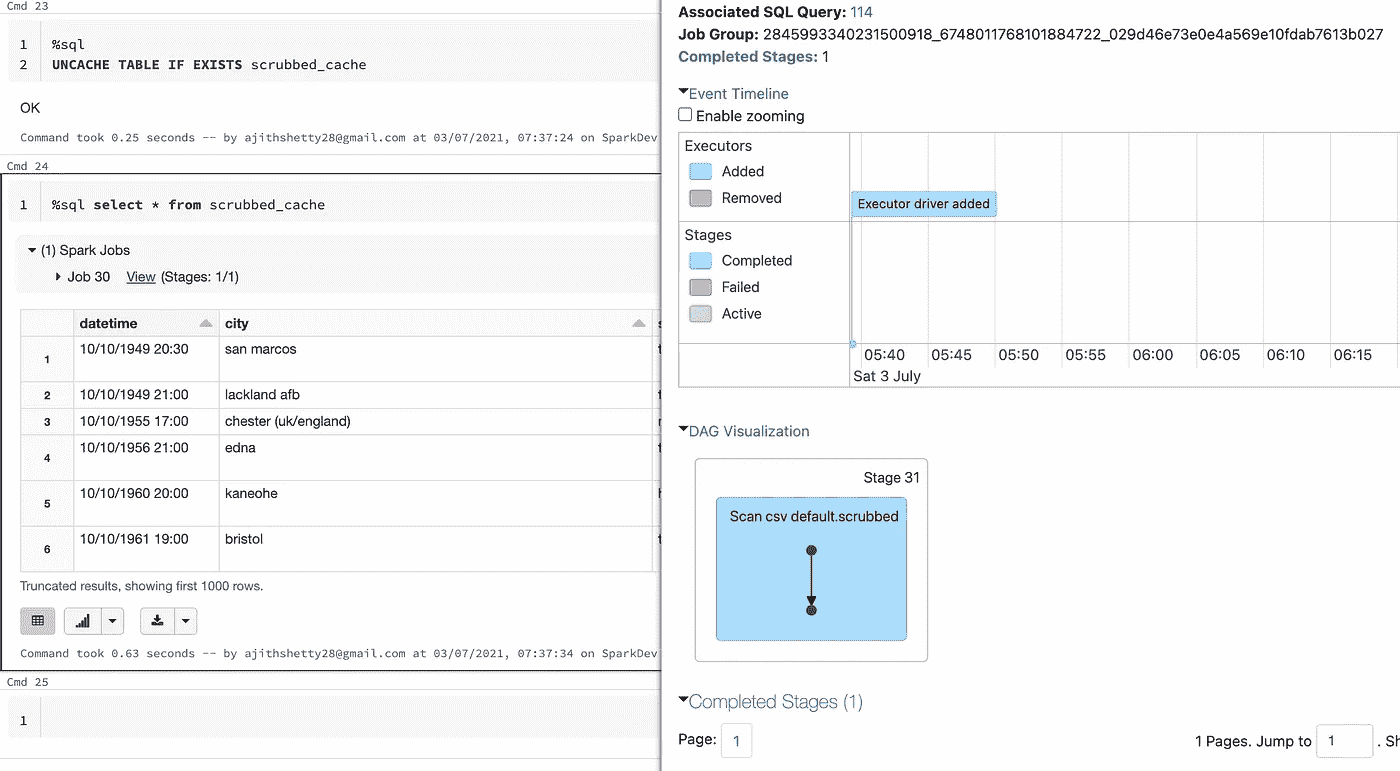 Cmd 23
1 %sql
2 UNCACHE TABLE IF EXISTS scrubbed_cache
OK
Command took 0.25 seconds -- by ajithshetty28@gmail.com at 03/07/2021, 07:37:24 on SparkDev
Cmd 24
1 %sql select * from scrubbed_cache
(1) Spark Jobs
Job 30 View (Stages: 1/1)
datetime city
1 10/10/1949 20:30 san marcos
2 10/10/1949 21:00 lackland afb
3 10/10/1955 17:00 chester (uk/england)
4 10/10/1956 21:00 edna
5 10/10/1960 20:00 kaneohe
6 10/10/1961 19:00 bristol
Truncated results, showing first 1000 rows.
Command took 0.63 seconds -- by ajithshetty28@gmail.com at 03/07/2021, 07:37:34 on SparkDev
Cmd 25
1
Associated SQL Query: 114
Job Group: 2845993340231500918_6748011768101884722_029d46e73e0e4a569e10fdab7613b027
Completed Stages: 1
Event Timeline
Enable zooming
Executors
Added
Removed
Executor driver added
Stages
Completed
Failed
Active
05:40 05:45 05:50 05:55 06:00 06:05 06:10 06:15
Sat 3 July
DAG Visualization
Stage 31
Scan csv default.scrubbed
Completed Stages (1)
Page: 1
1 Pages. Jump to 1 . Sh